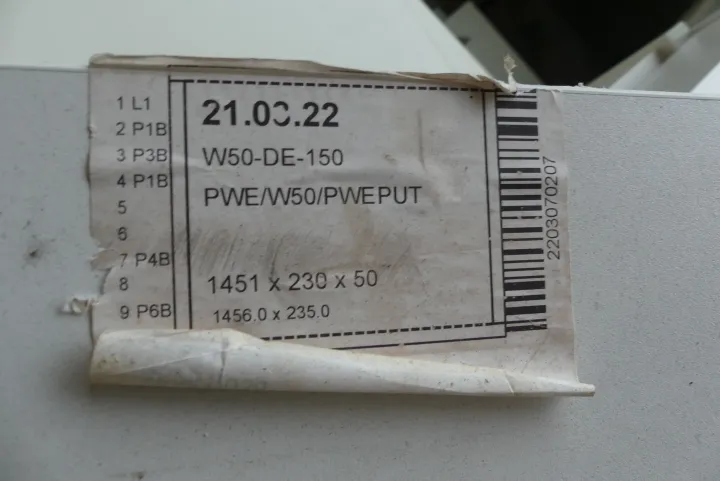 1 L1
2 P1B
3 P3B
4 P1B
5
6
7 P4B
8
9 P6B
W50-DE-150
PWE/W50/PWEPUT
1451 x 230 x 50
1456.0 x 235.0
2203070207